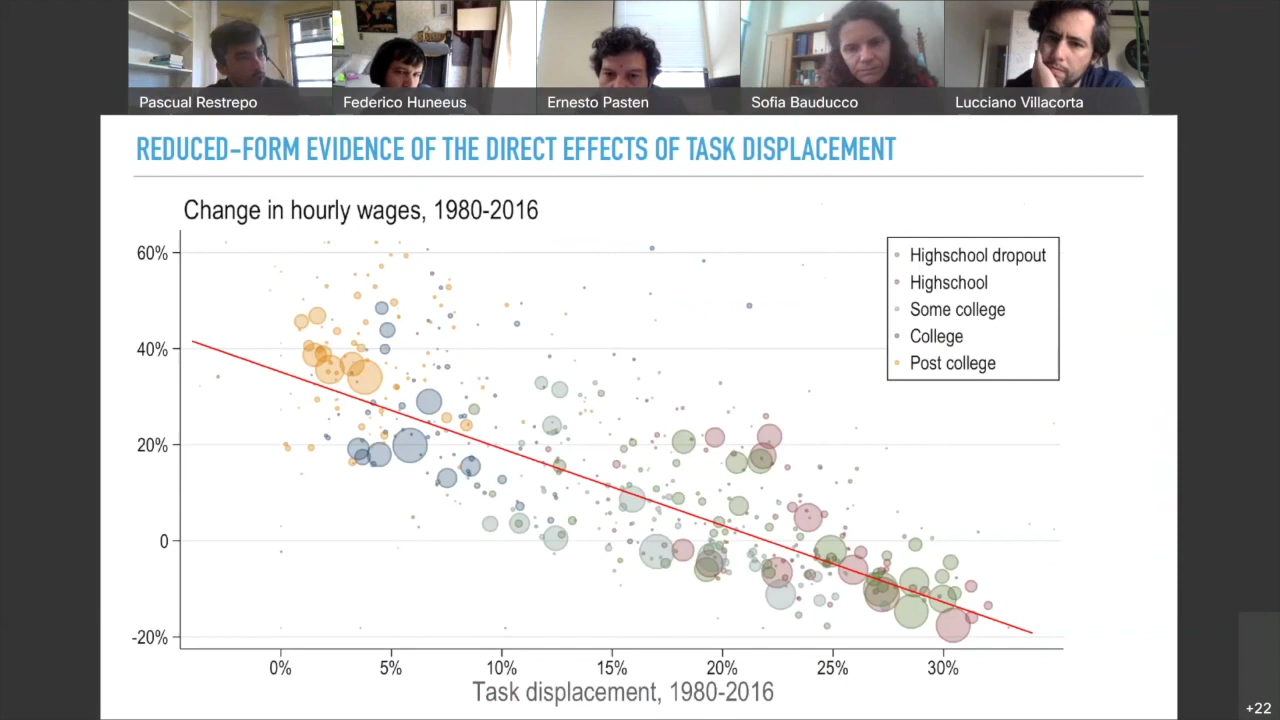 Pascual Restrepo
Federico Huneeus
Ernesto Pasten
Sofia Bauducco
Lucciano Villacorta
REDUCED-FORM EVIDENCE OF THE DIRECT EFFECTS OF TASK DISPLACEMENT
Change in hourly wages, 1980-2016
60%
40%
20%
0
-20%
Highschool dropout
Highschool
Some college
College
Post college
0%
5%
10%
15%
20%
25%
30%
Task displacement, 1980-2016
+22